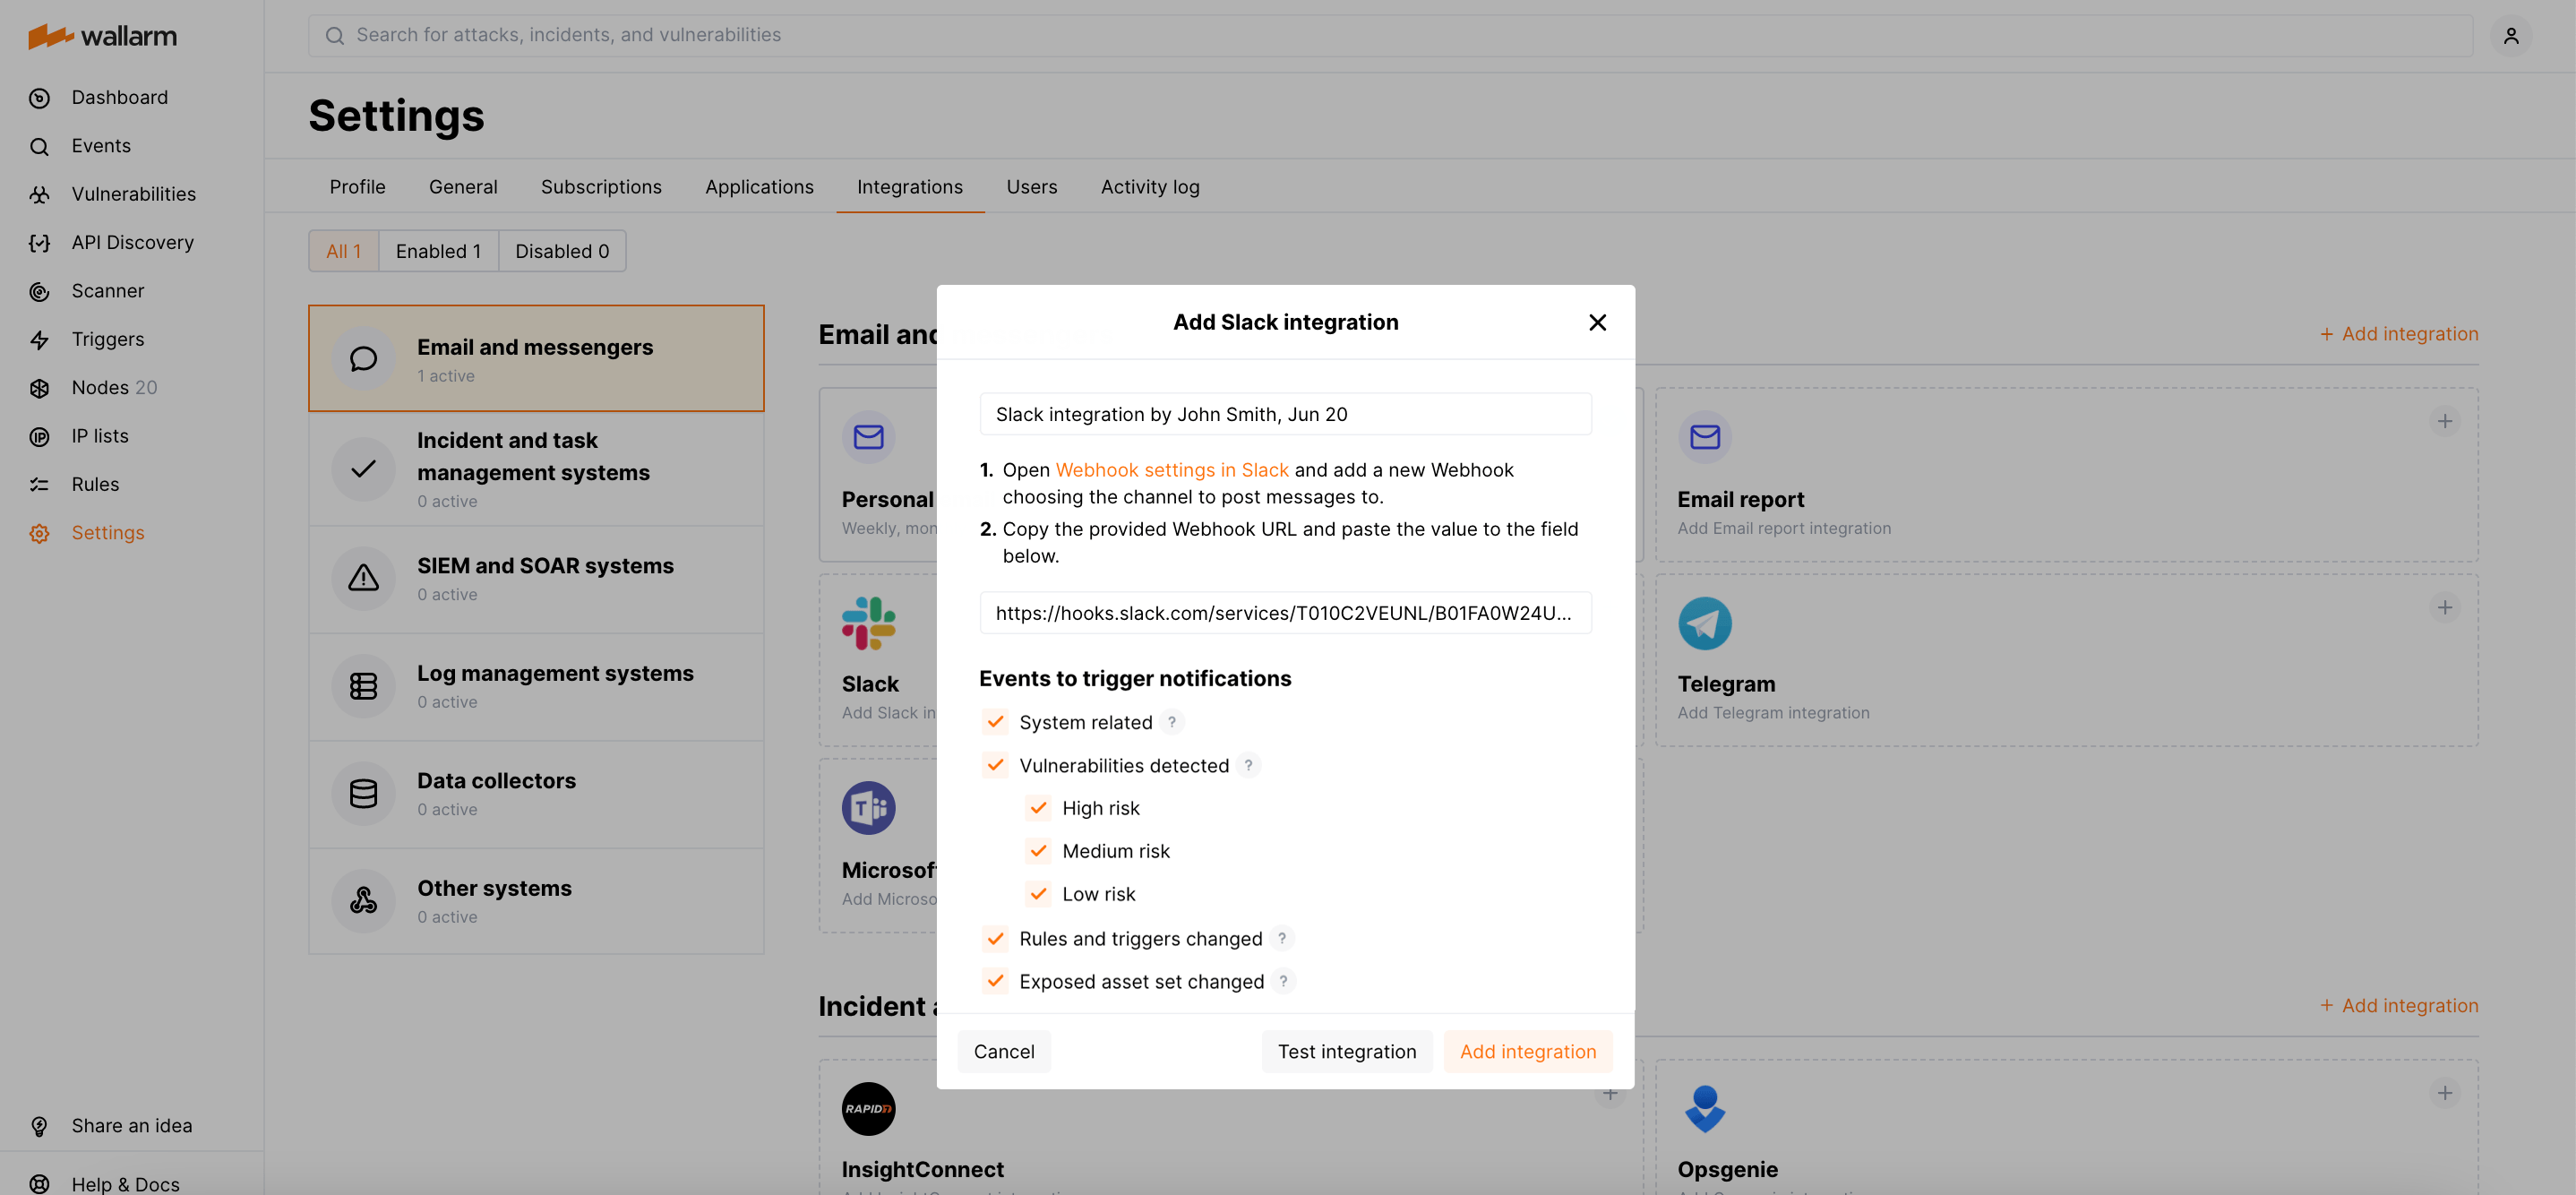 wallarm
Search for attacks, incidents, and vulnerabilities
Dashboard
Events
Vulnerabilities
API Discovery
Scanner
Triggers
Nodes 20
IP lists
Rules
Settings
Share an idea
Help & Docs
Settings
Profile General Subscriptions Applications Integrations Users Activity log
All 1 Enabled 1 Disabled 0
Email and messengers
1 active
Incident and task
management systems
0 active
SIEM and SOAR systems
0 active
Log management systems
0 active
Data collectors
0 active
Other systems
0 active
Email and
+ Add integration
Personal
Weekly, mon
Email report
Add Email report integration
Slack
Add Slack in
Telegram
Add Telegram integration
Microsof
Add Microso
Incident
+ Add integration
RAPID7
InsightConnect
Opsgenie
Add Slack integration
Slack integration by John Smith, Jun 20
1. Open Webhook settings in Slack and add a new Webhook
choosing the channel to post messages to.
2. Copy the provided Webhook URL and paste the value to the field
below.
https://hooks.slack.com/services/T010C2VEUNL/B01FA0W24U...
Events to trigger notifications
System related ?
Vulnerabilities detected ?
High risk
Medium risk
Low risk
Rules and triggers changed ?
Exposed asset set changed ?
Cancel Test integration Add integration